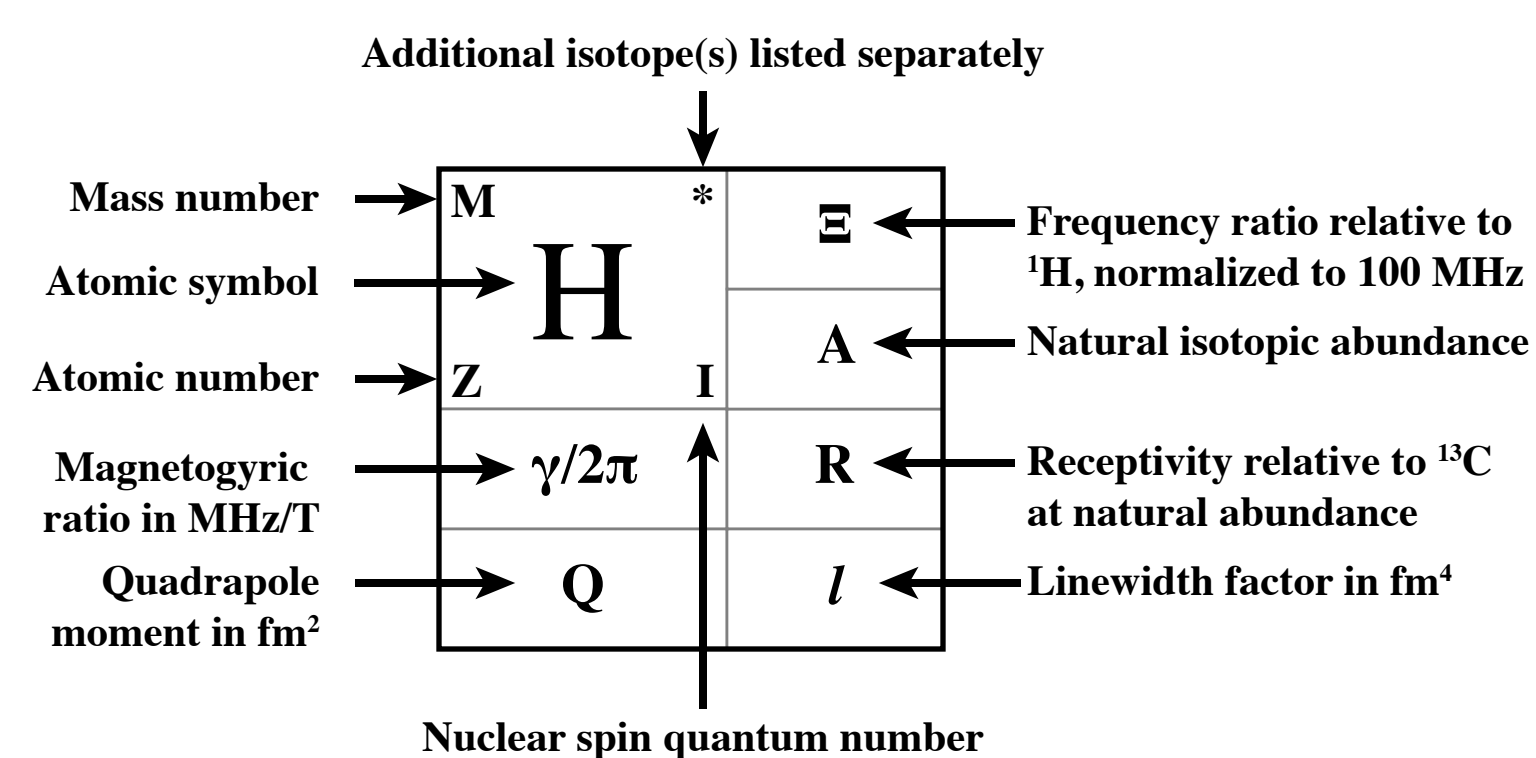 Additional isotope(s) listed separately
Mass number
M
*
Ξ
Frequency ratio relative to
¹H, normalized to 100 MHz
Atomic symbol
H
A
Natural isotopic abundance
Atomic number
Z
I
Magnetogyric
ratio in MHz/T
γ/2π
R
Receptivity relative to ¹³C
at natural abundance
Quadrapole
moment in fm²
Q
l
Linewidth factor in fm⁴
Nuclear spin quantum number